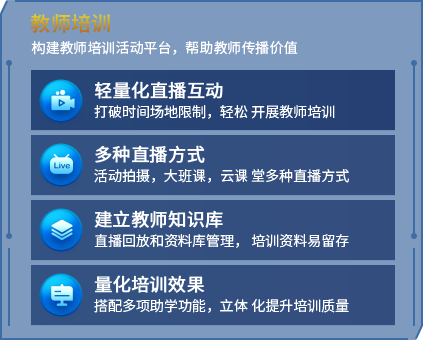 教师培训
构建教师培训活动平台，帮助教师传播价值
轻量化直播互动
打破时间场地限制，轻松 开展教师培训
Live
多种直播方式
活动拍摄，大班课，云课 堂多种直播方式
建立教师知识库
直播回放和资料库管理， 培训资料易留存
量化培训效果
搭配多项助学功能，立体 化提升培训质量